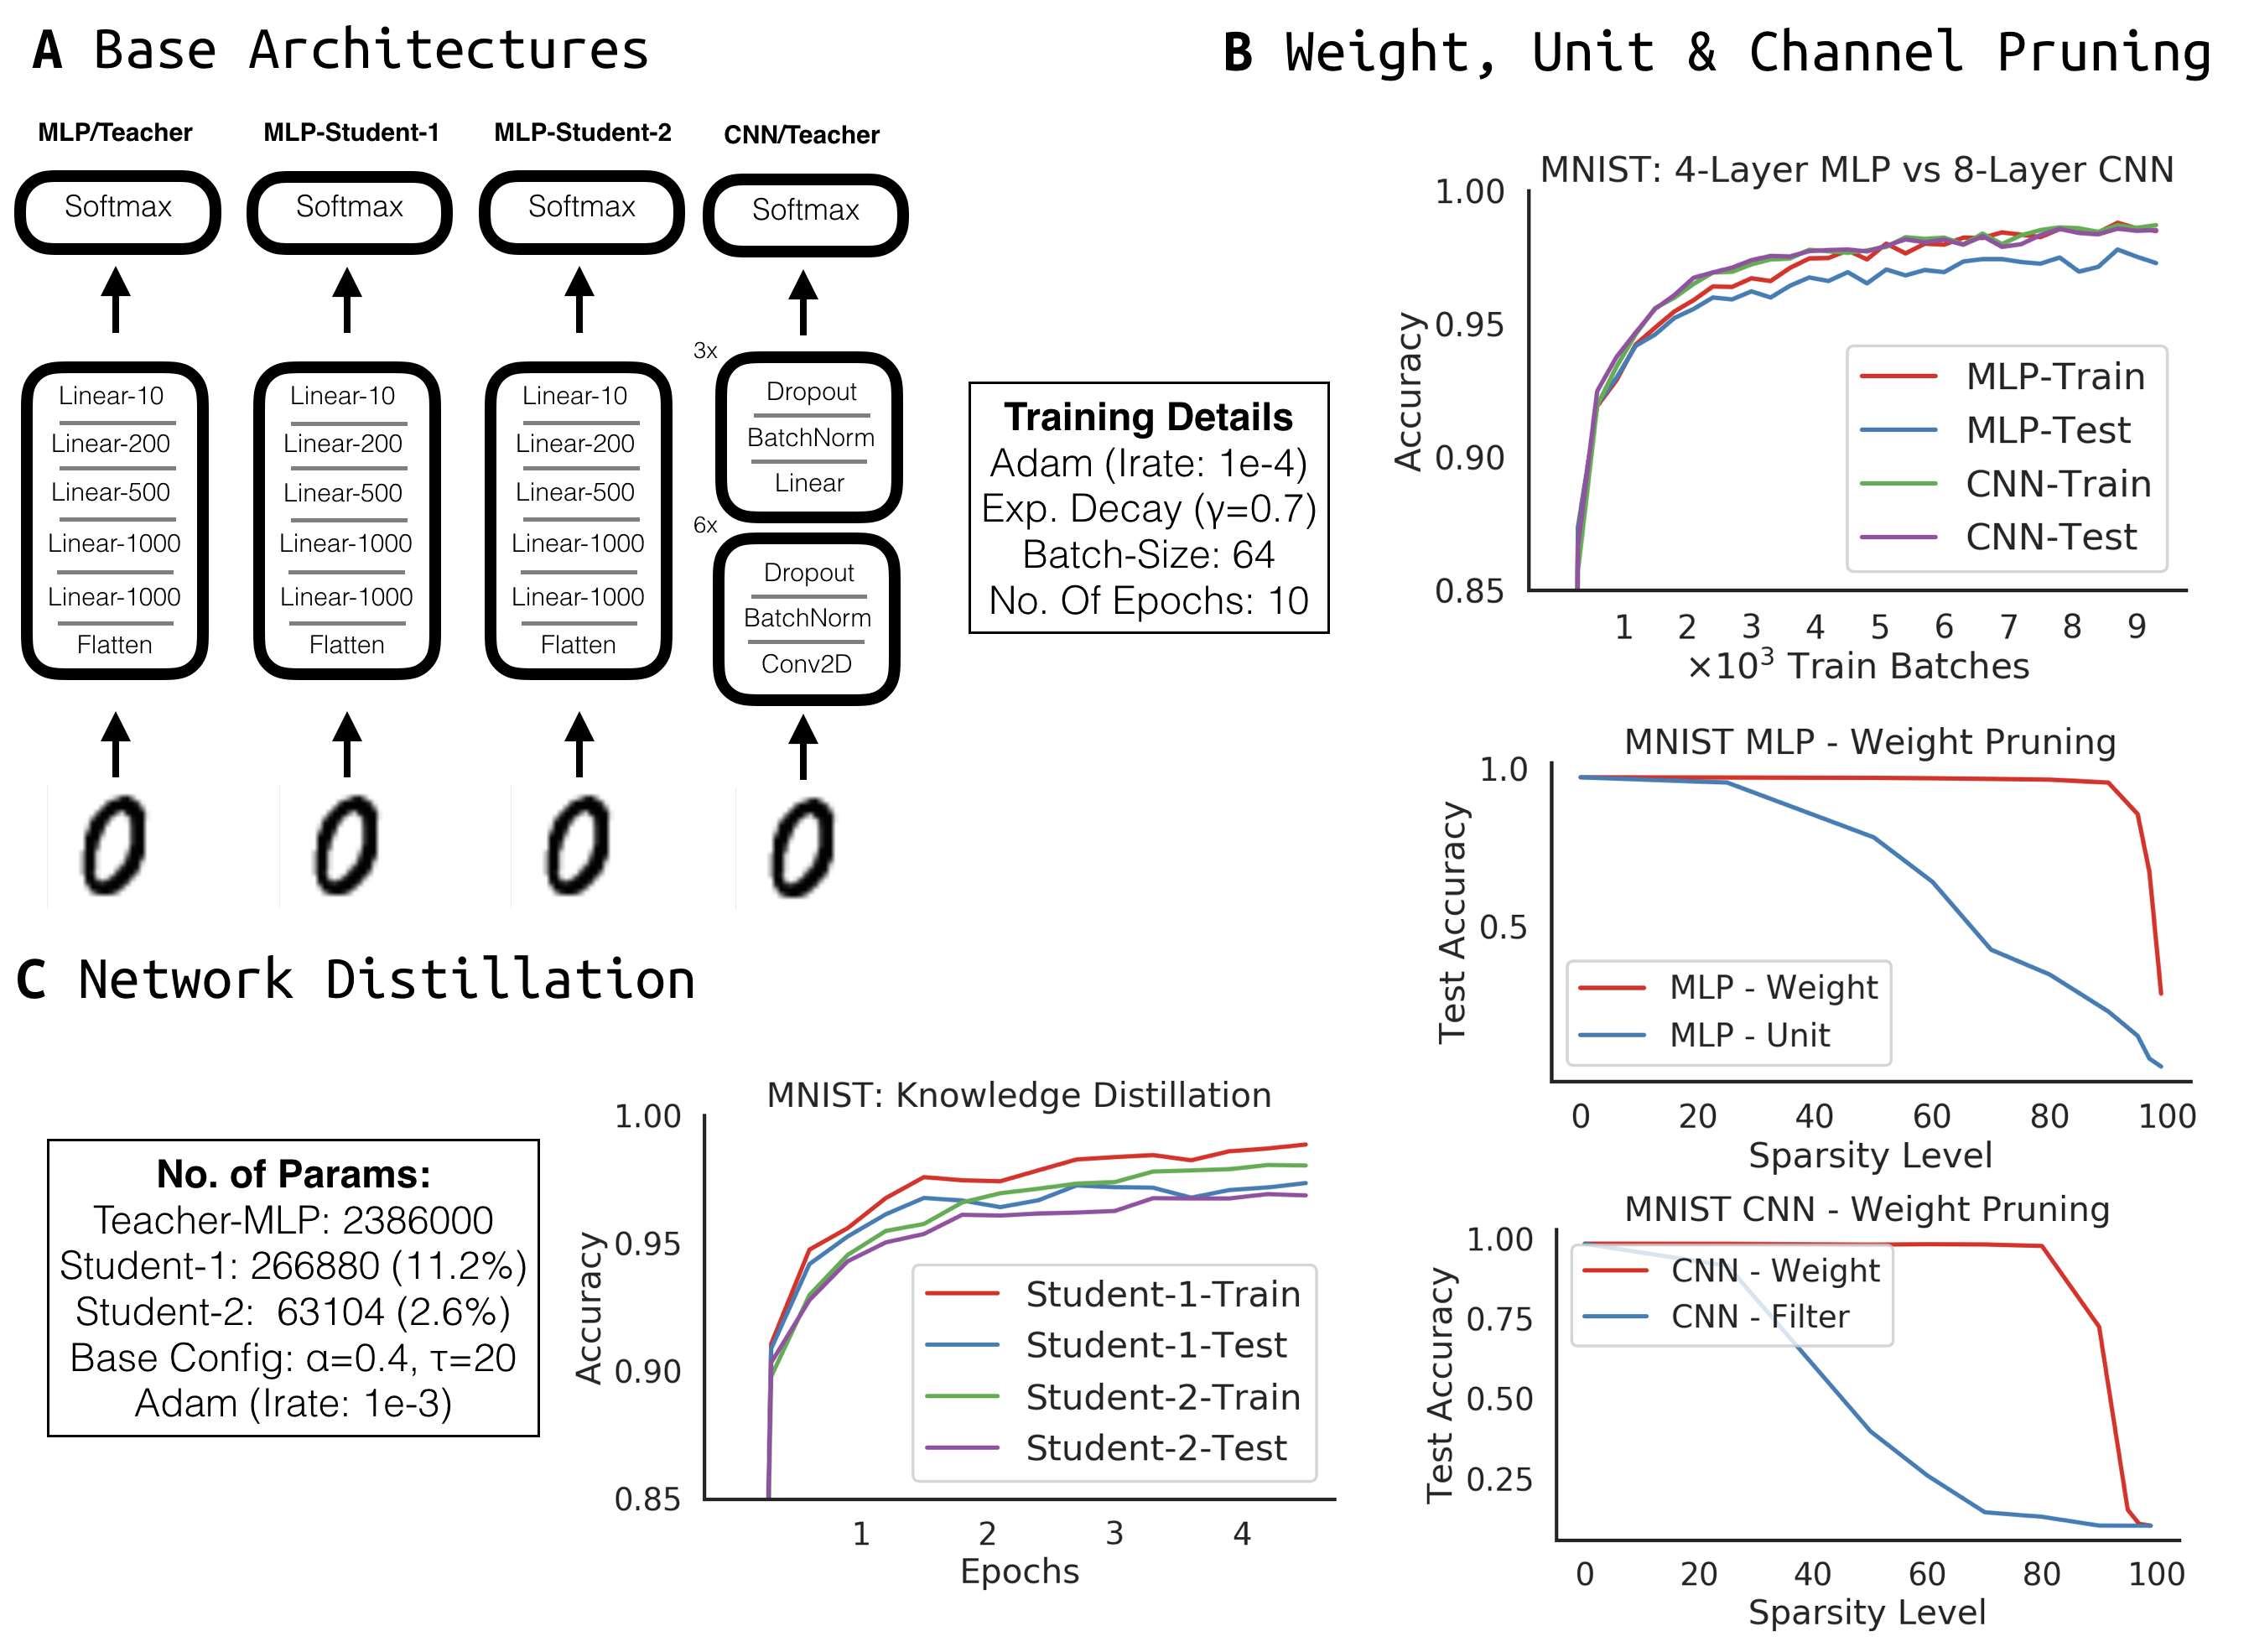 A Base Architectures
MLP/Teacher
Softmax
Linear-10
Linear-200
Linear-500
Linear-1000
Linear-1000
Flatten
MLP-Student-1
Softmax
Linear-10
Linear-200
Linear-500
Linear-1000
Linear-1000
Flatten
MLP-Student-2
Softmax
Linear-10
Linear-200
Linear-500
Linear-1000
Linear-1000
Flatten
CNN/Teacher
Softmax
3x
Dropout
BatchNorm
Linear
6x
Dropout
BatchNorm
Conv2D
Training Details
Adam (lrate: 1e-4)
Exp. Decay (γ=0.7)
Batch-Size: 64
No. Of Epochs: 10
B Weight, Unit & Channel Pruning
MNIST: 4-Layer MLP vs 8-Layer CNN
Accuracy
1.00
0.95
0.90
0.85
MLP-Train
MLP-Test
CNN-Train
CNN-Test
1 2 3 4 5 6 7 8 9
×10³ Train Batches
MNIST MLP - Weight Pruning
Test Accuracy
1.0
0.5
MLP - Weight
MLP - Unit
0 20 40 60 80 100
Sparsity Level
MNIST CNN - Weight Pruning
Test Accuracy
1.00
0.75
0.50
0.25
CNN - Weight
CNN - Filter
0 20 40 60 80 100
Sparsity Level
C Network Distillation
No. of Params:
Teacher-MLP: 2386000
Student-1: 266880 (11.2%)
Student-2: 63104 (2.6%)
Base Config: α=0.4, τ=20
Adam (lrate: 1e-3)
MNIST: Knowledge Distillation
Accuracy
1.00
0.95
0.90
0.85
Student-1-Train
Student-1-Test
Student-2-Train
Student-2-Test
1 2 3 4
Epochs